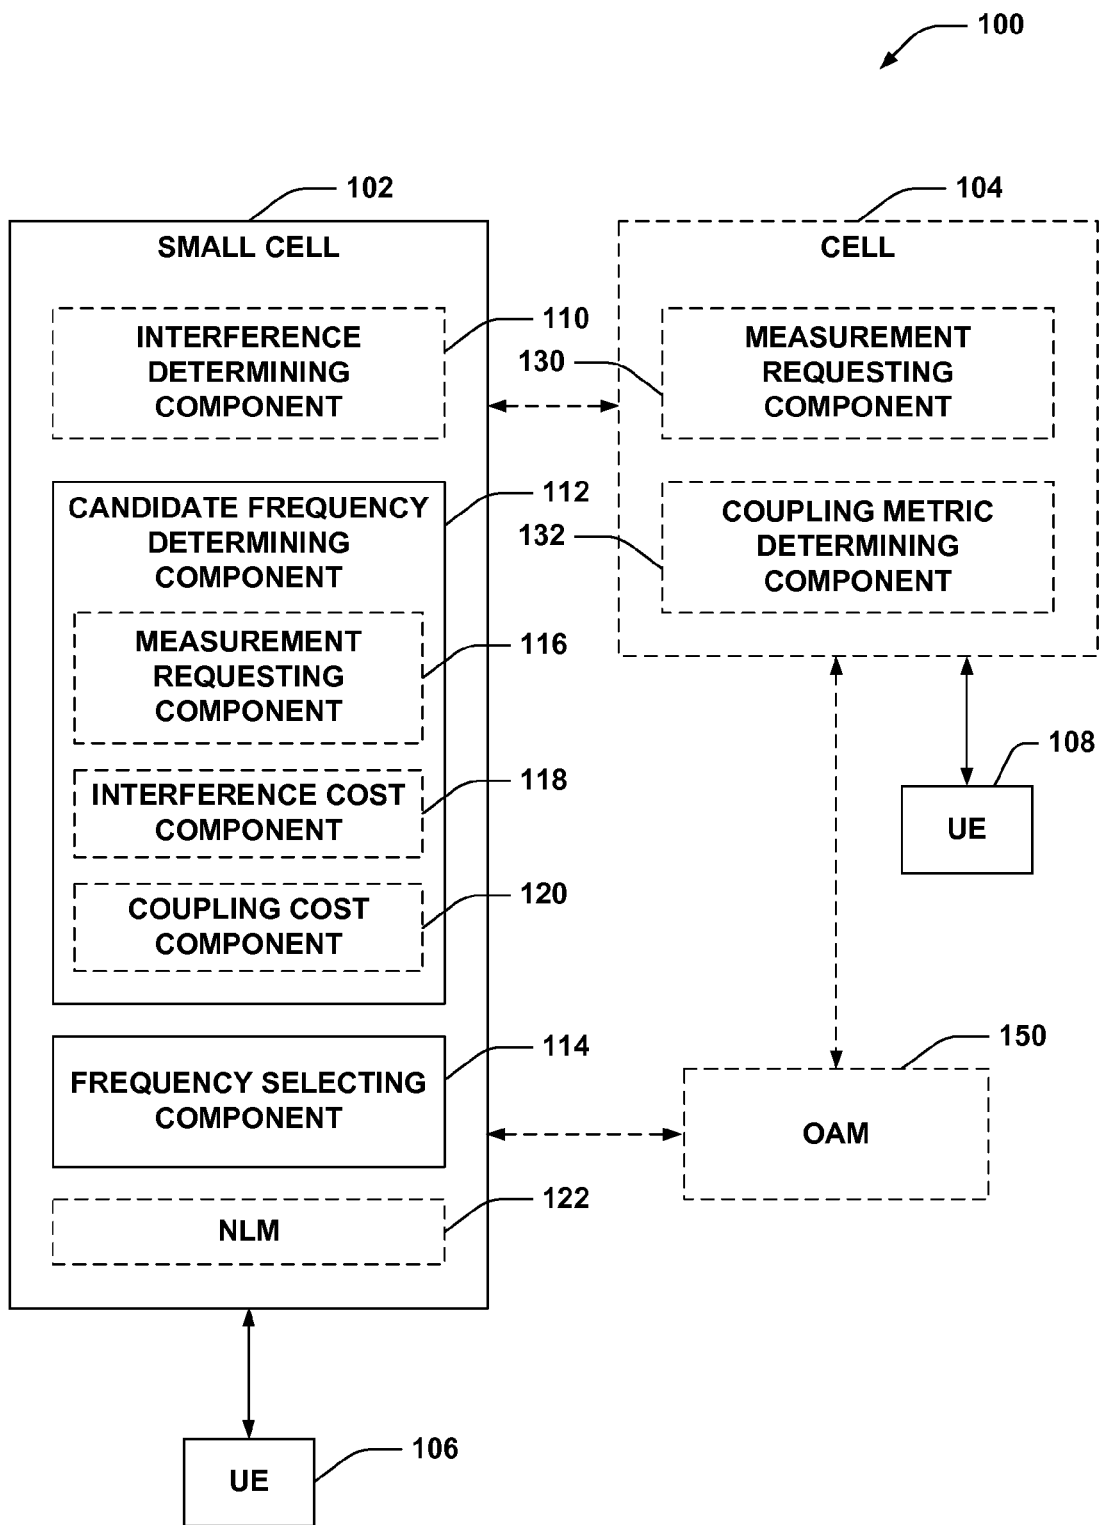 100
102
SMALL CELL
INTERFERENCE
DETERMINING
COMPONENT
110
CANDIDATE FREQUENCY
DETERMINING
COMPONENT
112
MEASUREMENT
REQUESTING
COMPONENT
116
INTERFERENCE COST
COMPONENT
118
COUPLING COST
COMPONENT
120
FREQUENCY SELECTING
COMPONENT
114
NLM
122
UE
106
104
CELL
MEASUREMENT
REQUESTING
COMPONENT
130
COUPLING METRIC
DETERMINING
COMPONENT
132
108
UE
150
OAM